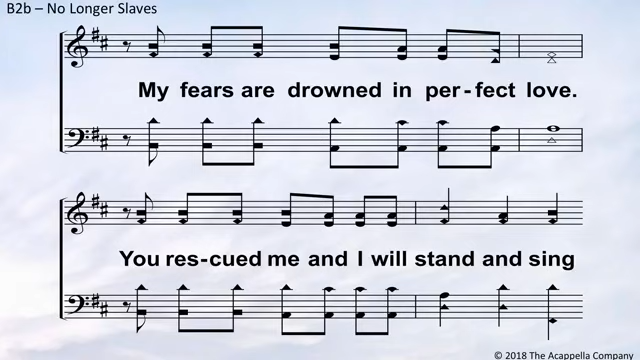 B2b – No Longer Slaves
My fears are drowned in per-fect love.
You res-cued me and I will stand and sing
© 2018 The Acappella Company